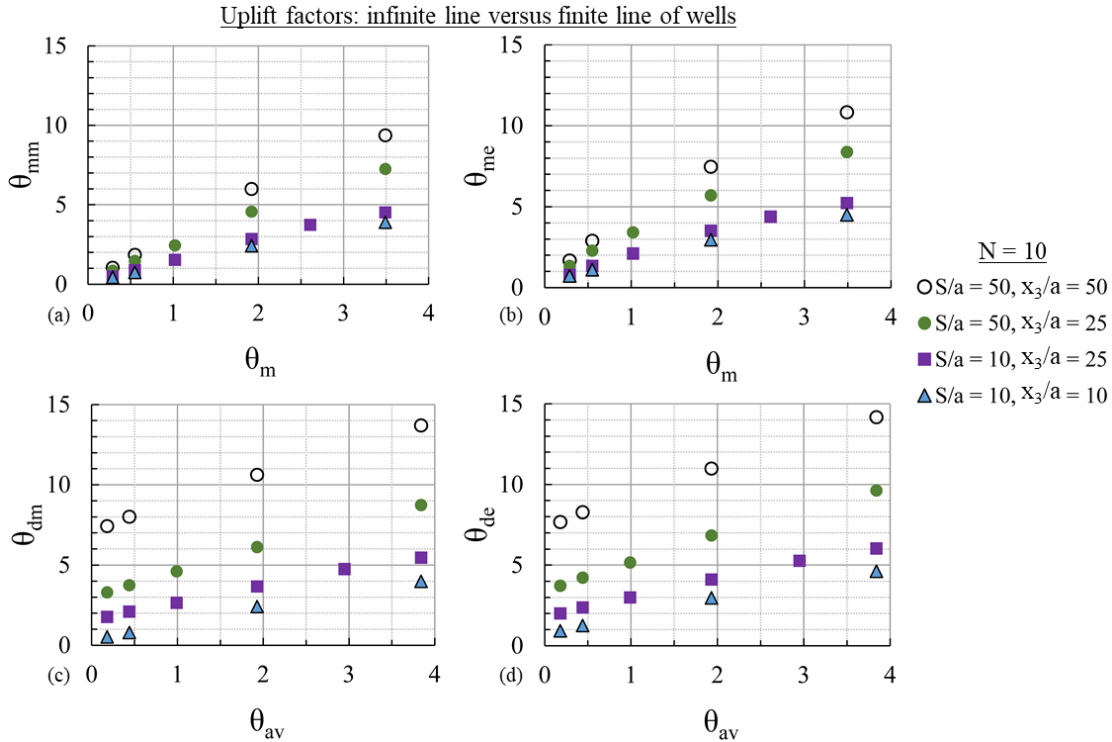 Uplift factors: infinite line versus finite line of wells
15
10
5
0
θmm
(a)
0 1 2 3 4
θm
15
10
5
0
θme
(b)
0 1 2 3 4
θm
N = 10
S/a = 50, x₃/a = 50
S/a = 50, x₃/a = 25
S/a = 10, x₃/a = 25
S/a = 10, x₃/a = 10
15
10
5
0
θdm
(c)
0 1 2 3 4
θav
15
10
5
0
θde
(d)
0 1 2 3 4
θav